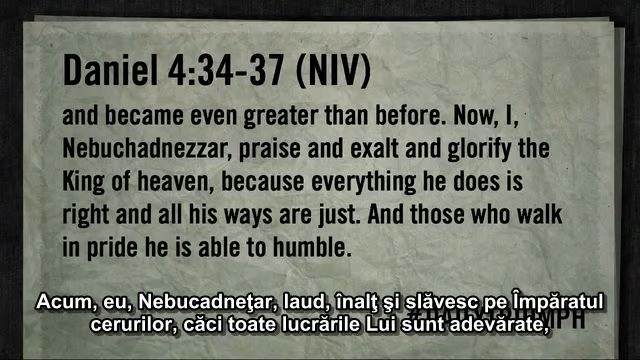 Daniel 4:34-37 (NIV)
and became even greater than before. Now, I,
Nebuchadnezzar, praise and exalt and glorify the
King of heaven, because everything he does is
right and all his ways are just. And those who walk
in pride he is able to humble.
Acum, eu, Nebucadneţar, laud, înalţ şi slăvesc pe Împăratul
cerurilor, căci toate lucrările Lui sunt adevărate,